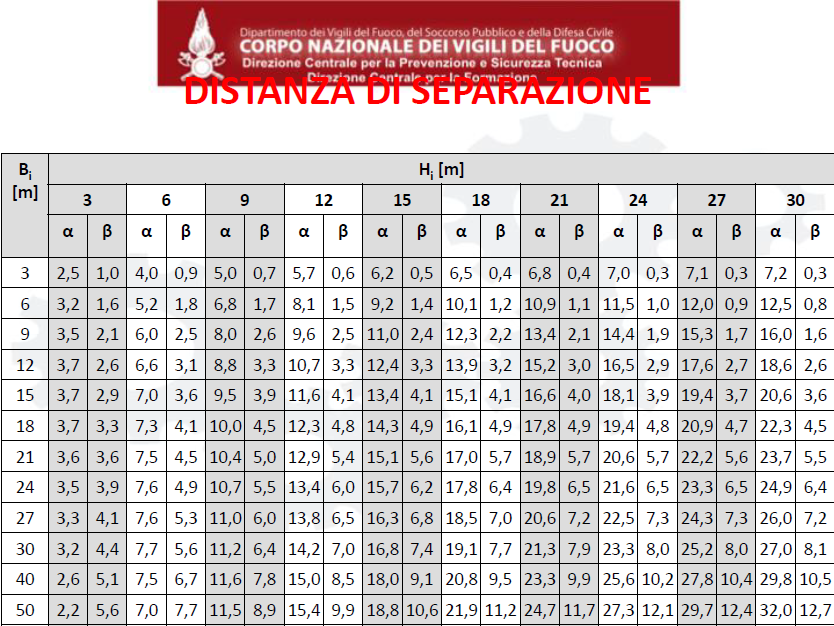 Dipartimento dei Vigili del Fuoco, del Soccorso Pubblico e della Difesa Civile
CORPO NAZIONALE DEI VIGILI DEL FUOCO
Direzione Centrale per la Prevenzione e Sicurezza Tecnica
Direzione Centrale per la Formazione
DISTANZA DI SEPARAZIONE
Bi [m] Hi [m]
3 6 9 12 15 18 21 24 27 30
α β α β α β α β α β α β α β α β α β α β
3 2,5 1,0 4,0 0,9 5,0 0,7 5,7 0,6 6,2 0,5 6,5 0,4 6,8 0,4 7,0 0,3 7,1 0,3 7,2 0,3
6 3,2 1,6 5,2 1,8 6,8 1,7 8,1 1,5 9,2 1,4 10,1 1,2 10,9 1,1 11,5 1,0 12,0 0,9 12,5 0,8
9 3,5 2,1 6,0 2,5 8,0 2,6 9,6 2,5 11,0 2,4 12,3 2,2 13,4 2,1 14,4 1,9 15,3 1,7 16,0 1,6
12 3,7 2,6 6,6 3,1 8,8 3,3 10,7 3,3 12,4 3,3 13,9 3,2 15,2 3,0 16,5 2,9 17,6 2,7 18,6 2,6
15 3,7 2,9 7,0 3,6 9,5 3,9 11,6 4,1 13,4 4,1 15,1 4,1 16,6 4,0 18,1 3,9 19,4 3,7 20,6 3,6
18 3,7 3,3 7,3 4,1 10,0 4,5 12,3 4,8 14,3 4,9 16,1 4,9 17,8 4,9 19,4 4,8 20,9 4,7 22,3 4,5
21 3,6 3,6 7,5 4,5 10,4 5,0 12,9 5,4 15,1 5,6 17,0 5,7 18,9 5,7 20,6 5,7 22,2 5,6 23,7 5,5
24 3,5 3,9 7,6 4,9 10,7 5,5 13,4 6,0 15,7 6,2 17,8 6,4 19,8 6,5 21,6 6,5 23,3 6,5 24,9 6,4
27 3,3 4,1 7,6 5,3 11,0 6,0 13,8 6,5 16,3 6,8 18,5 7,0 20,6 7,2 22,5 7,3 24,3 7,3 26,0 7,2
30 3,2 4,4 7,7 5,6 11,2 6,4 14,2 7,0 16,8 7,4 19,1 7,7 21,3 7,9 23,3 8,0 25,2 8,0 27,0 8,1
40 2,6 5,1 7,5 6,7 11,6 7,8 15,0 8,5 18,0 9,1 20,8 9,5 23,3 9,9 25,6 10,2 27,8 10,4 29,8 10,5
50 2,2 5,6 7,0 7,7 11,5 8,9 15,4 9,9 18,8 10,6 21,9 11,2 24,7 11,7 27,3 12,1 29,7 12,4 32,0 12,7